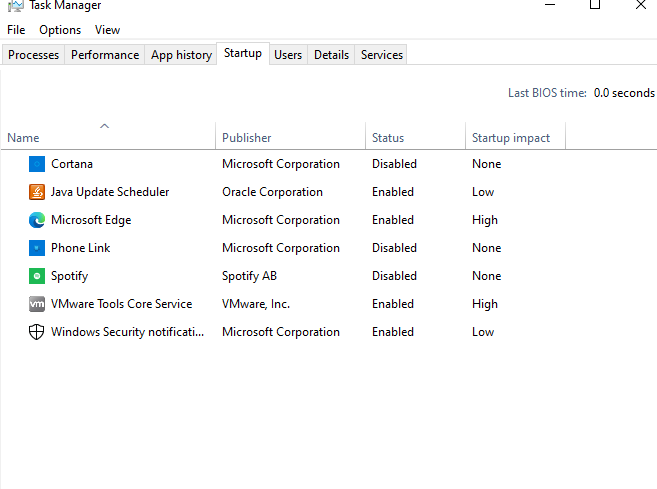 Task Manager
File Options View
Processes Performance App history Startup Users Details Services
Last BIOS time: 0.0 seconds
Name Publisher Status Startup impact
Cortana Microsoft Corporation Disabled None
Java Update Scheduler Oracle Corporation Enabled Low
Microsoft Edge Microsoft Corporation Enabled High
Phone Link Microsoft Corporation Disabled None
Spotify Spotify AB Disabled None
vm VMware Tools Core Service VMware, Inc. Enabled High
Windows Security notificati... Microsoft Corporation Enabled Low